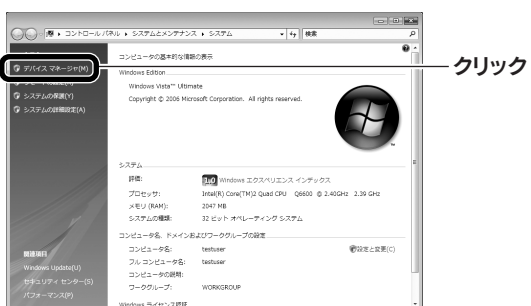 コントロール パネル ▸ システムとメンテナンス ▸ システム
検索
デバイス マネージャ(M)
システムの保護(Y)
システムの詳細設定(A)
クリック
コンピュータの基本的な情報の表示
Windows Edition
Windows Vista™ Ultimate
Copyright © 2006 Microsoft Corporation. All rights reserved.
システム
評価: 1.0 Windows エクスペリエンス インデックス
プロセッサ: Intel(R) Core(TM)2 Quad CPU Q6600 @ 2.40GHz 2.39 GHz
メモリ (RAM): 2047 MB
システムの種類: 32 ビット オペレーティング システム
コンピュータ名、ドメインおよびワークグループの設定
コンピュータ名: testuser
設定と変更(C)
フル コンピュータ名: testuser
コンピュータの説明:
ワークグループ: WORKGROUP
Windows ライセンス認証
関連項目
Windows Update(U)
セキュリティ センター(S)
パフォーマンス(P)